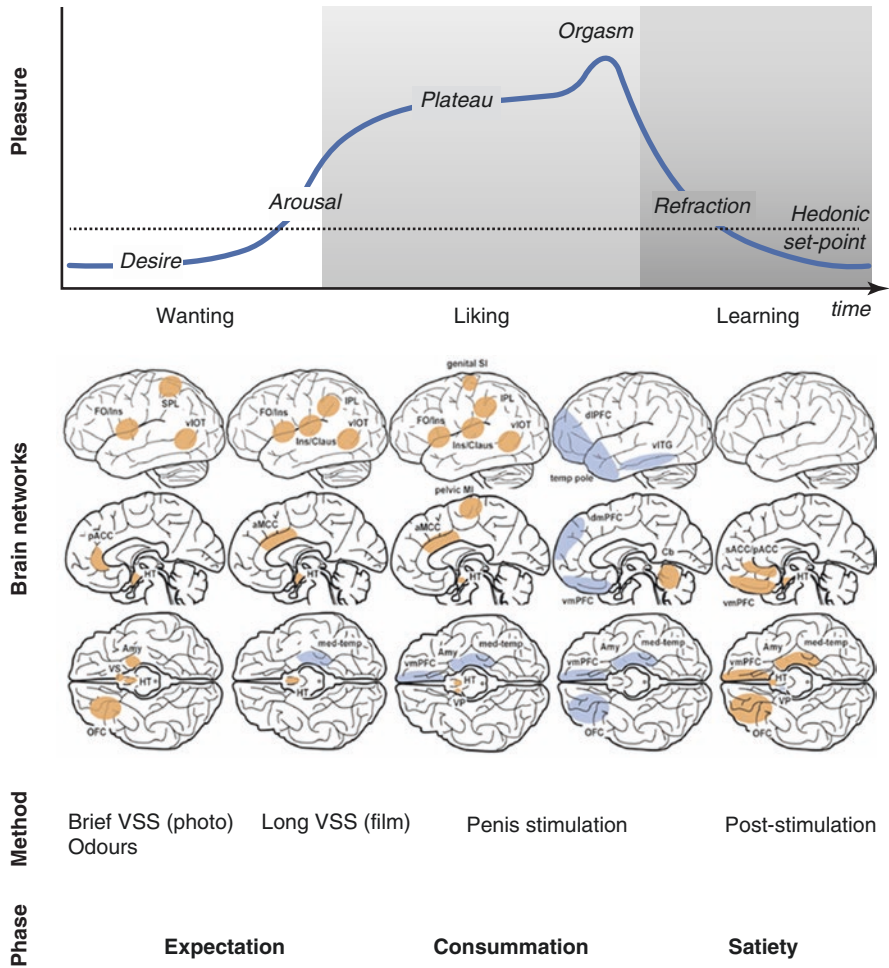 Pleasure
Orgasm
Plateau
Arousal
Refraction
Hedonic
set-point
Desire
time
Wanting
Liking
Learning
Brain networks
genital SI
SPL
FO/Ins
vIOT
IPL
FO/Ins
vIOT
Ins/Claus
IPL
FO/Ins
vIOT
Ins/Claus
dlPFC
vITG
temp pole
pelvic MI
pACC
HT
aMCC
HT
aMCC
HT
dmPFC
Cb
vmPFC
sACC/pACC
HT
vmPFC
Amy
VS
HT
OFC
med-temp
HT
Amy
med-temp
vmPFC
HT
VP
Amy
med-temp
vmPFC
OFC
Amy
med-temp
vmPFC
HT
VP
OFC
Method
Brief VSS (photo)
Odours
Long VSS (film)
Penis stimulation
Post-stimulation
Phase
Expectation
Consummation
Satiety